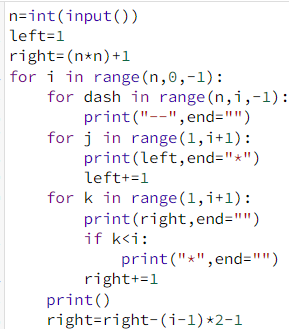 n=int(input())
left=1
right=(n*n)+1
for i in range(n,0,-1):
    for dash in range(n,i,-1):
        print("--",end="")
    for j in range(1,i+1):
        print(left,end="*")
        left+=1
    for k in range(1,i+1):
        print(right,end="")
        if k<i:
            print("*",end="")
        right+=1
    print()
    right=right-(i-1)*2-1